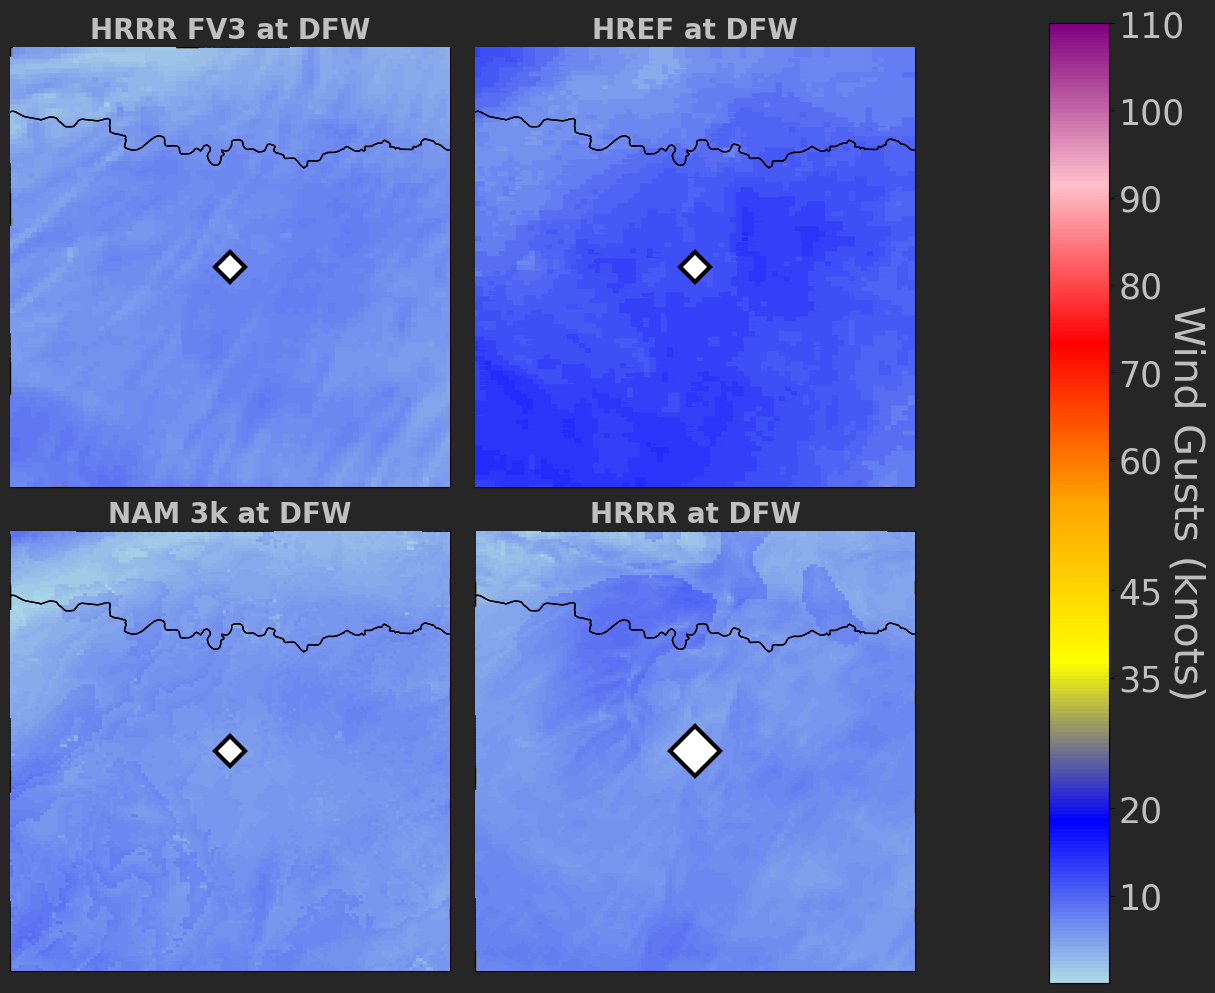 HRRR FV3 at DFW
HREF at DFW
NAM 3k at DFW
HRRR at DFW
110
100
90
80
70
60
45
35
20
10
Wind Gusts (knots)